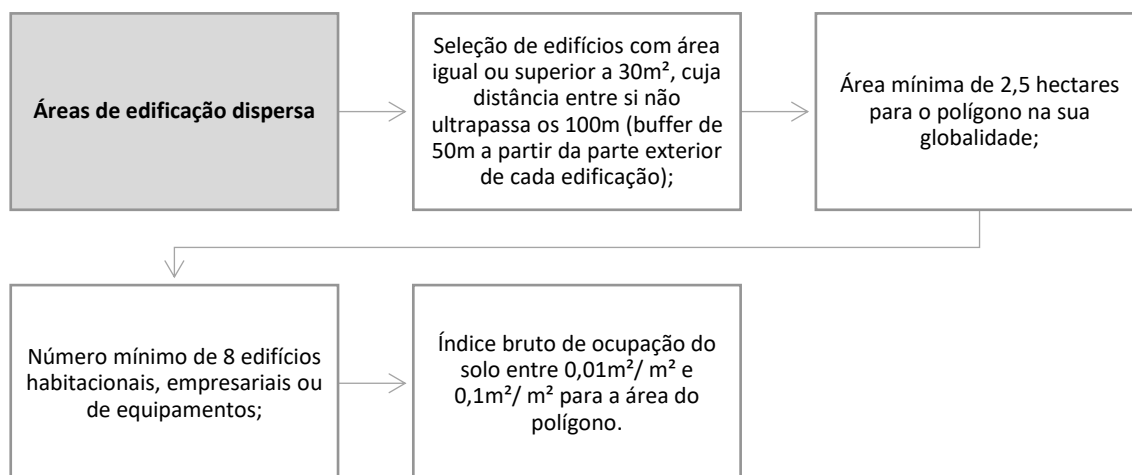 Áreas de edificação dispersa
Seleção de edifícios com área
igual ou superior a 30m², cuja
distância entre si não
ultrapassa os 100m (buffer de
50m a partir da parte exterior
de cada edificação);
Área mínima de 2,5 hectares
para o polígono na sua
globalidade;
Número mínimo de 8 edifícios
habitacionais, empresariais ou
de equipamentos;
Índice bruto de ocupação do
solo entre 0,01m²/ m² e
0,1m²/ m² para a área do
polígono.